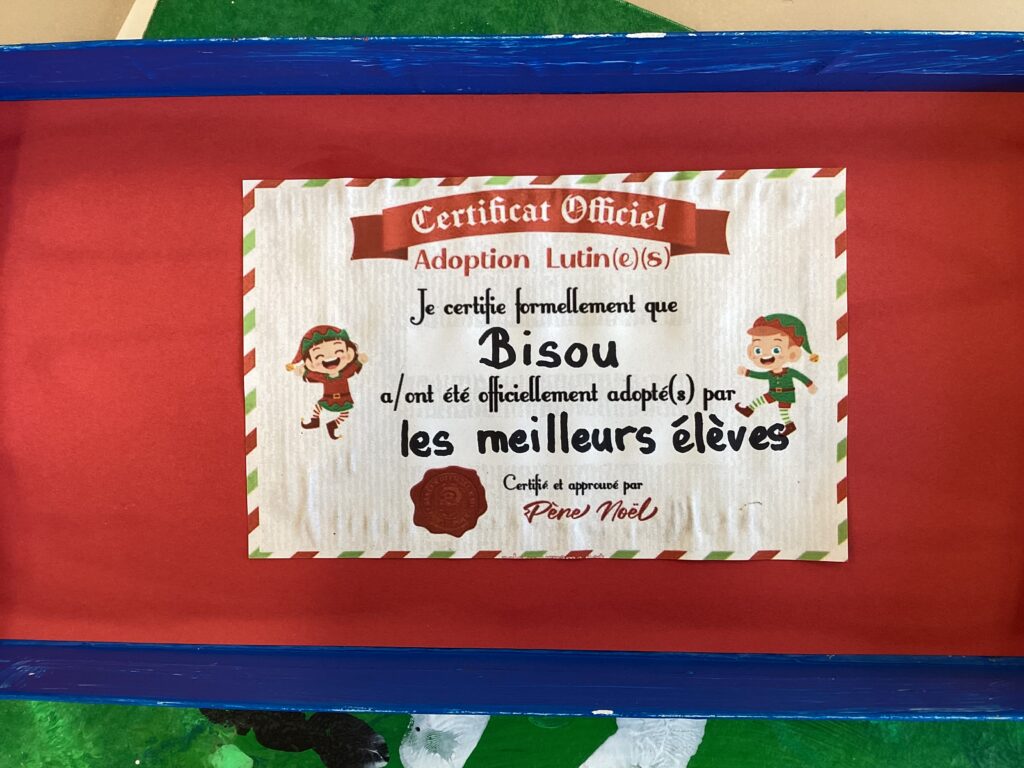 Certificat Officiel
Adoption Lutin(e)(s)
Je certifie formellement que
Bisou
a/ont été officiellement adopté(s) par
les meilleurs élèves
Certifié et approuvé par
Père Noël